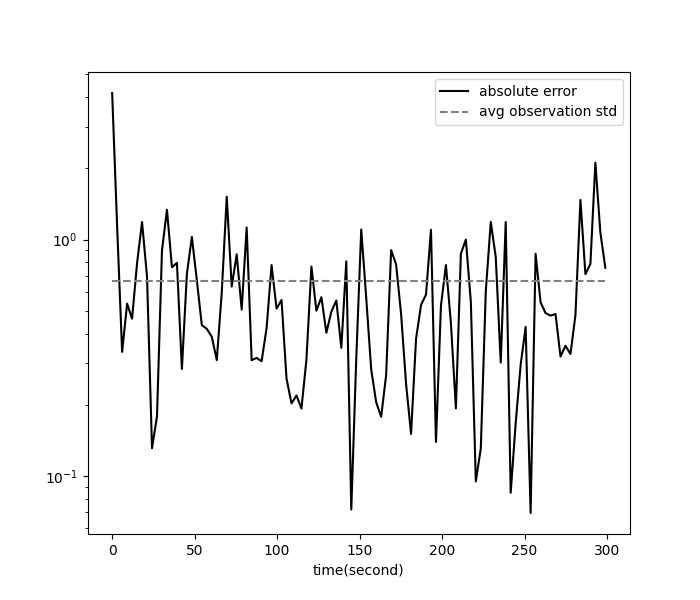 absolute error
avg observation std
10⁰
10⁻¹
0 50 100 150 200 250 300
time(second)